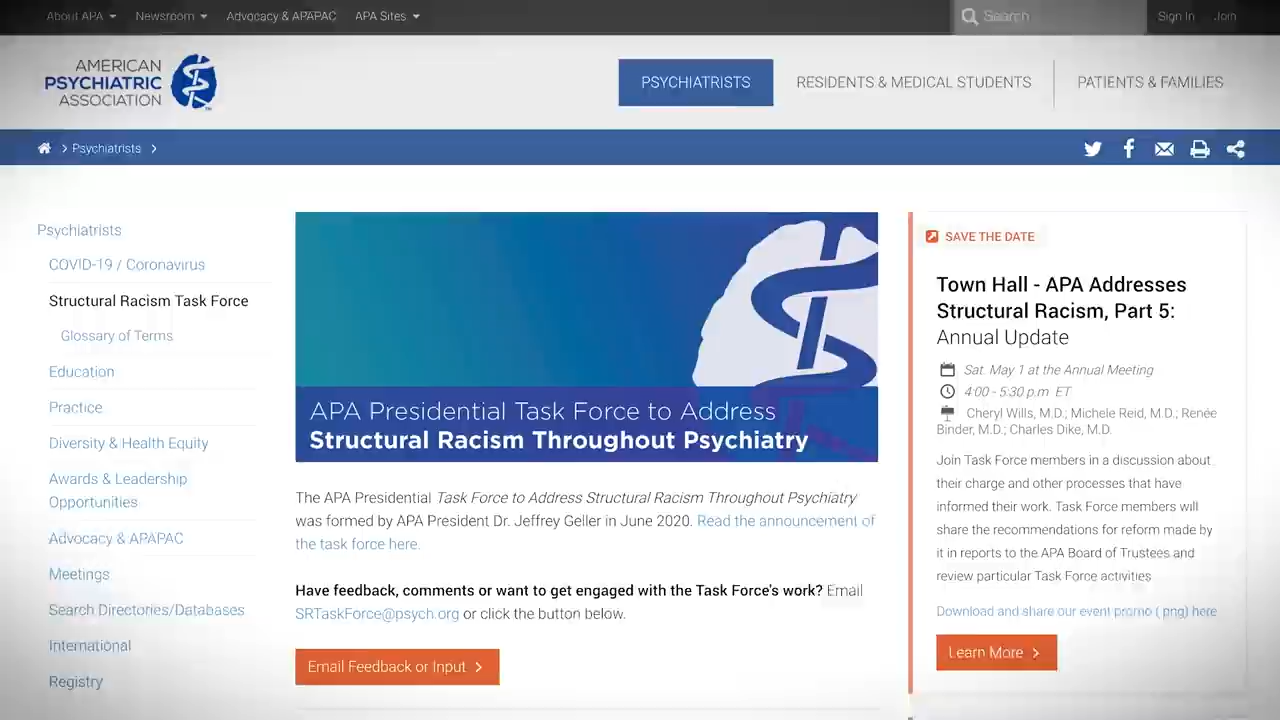 About APA
Newsroom
Advocacy & APAPAC
APA Sites
Search
Sign In
Join
AMERICAN
PSYCHIATRIC
ASSOCIATION
PSYCHIATRISTS
RESIDENTS & MEDICAL STUDENTS
PATIENTS & FAMILIES
Psychiatrists
Psychiatrists
COVID-19 / Coronavirus
Structural Racism Task Force
Glossary of Terms
Education
Practice
Diversity & Health Equity
Awards & Leadership
Opportunities
Advocacy & APAPAC
Meetings
Search Directories/Databases
International
Registry
APA Presidential Task Force to Address
Structural Racism Throughout Psychiatry
The APA Presidential Task Force to Address Structural Racism Throughout Psychiatry
was formed by APA President Dr. Jeffrey Geller in June 2020. Read the announcement of
the task force here.
Have feedback, comments or want to get engaged with the Task Force's work? Email
SRTaskForce@psych.org or click the button below.
Email Feedback or Input
SAVE THE DATE
Town Hall - APA Addresses
Structural Racism, Part 5:
Annual Update
Sat. May 1 at the Annual Meeting
4:00 - 5:30 p.m ET
Cheryl Wills, M.D.; Michele Reid, M.D., Renée
Binder, M.D.; Charles Dike, M.D.
Join Task Force members in a discussion about
their charge and other processes that have
informed their work. Task Force members will
share the recommendations for reform made by
it in reports to the APA Board of Trustees and
review particular Task Force activities
Download and share our event promo (.png) here
Learn More